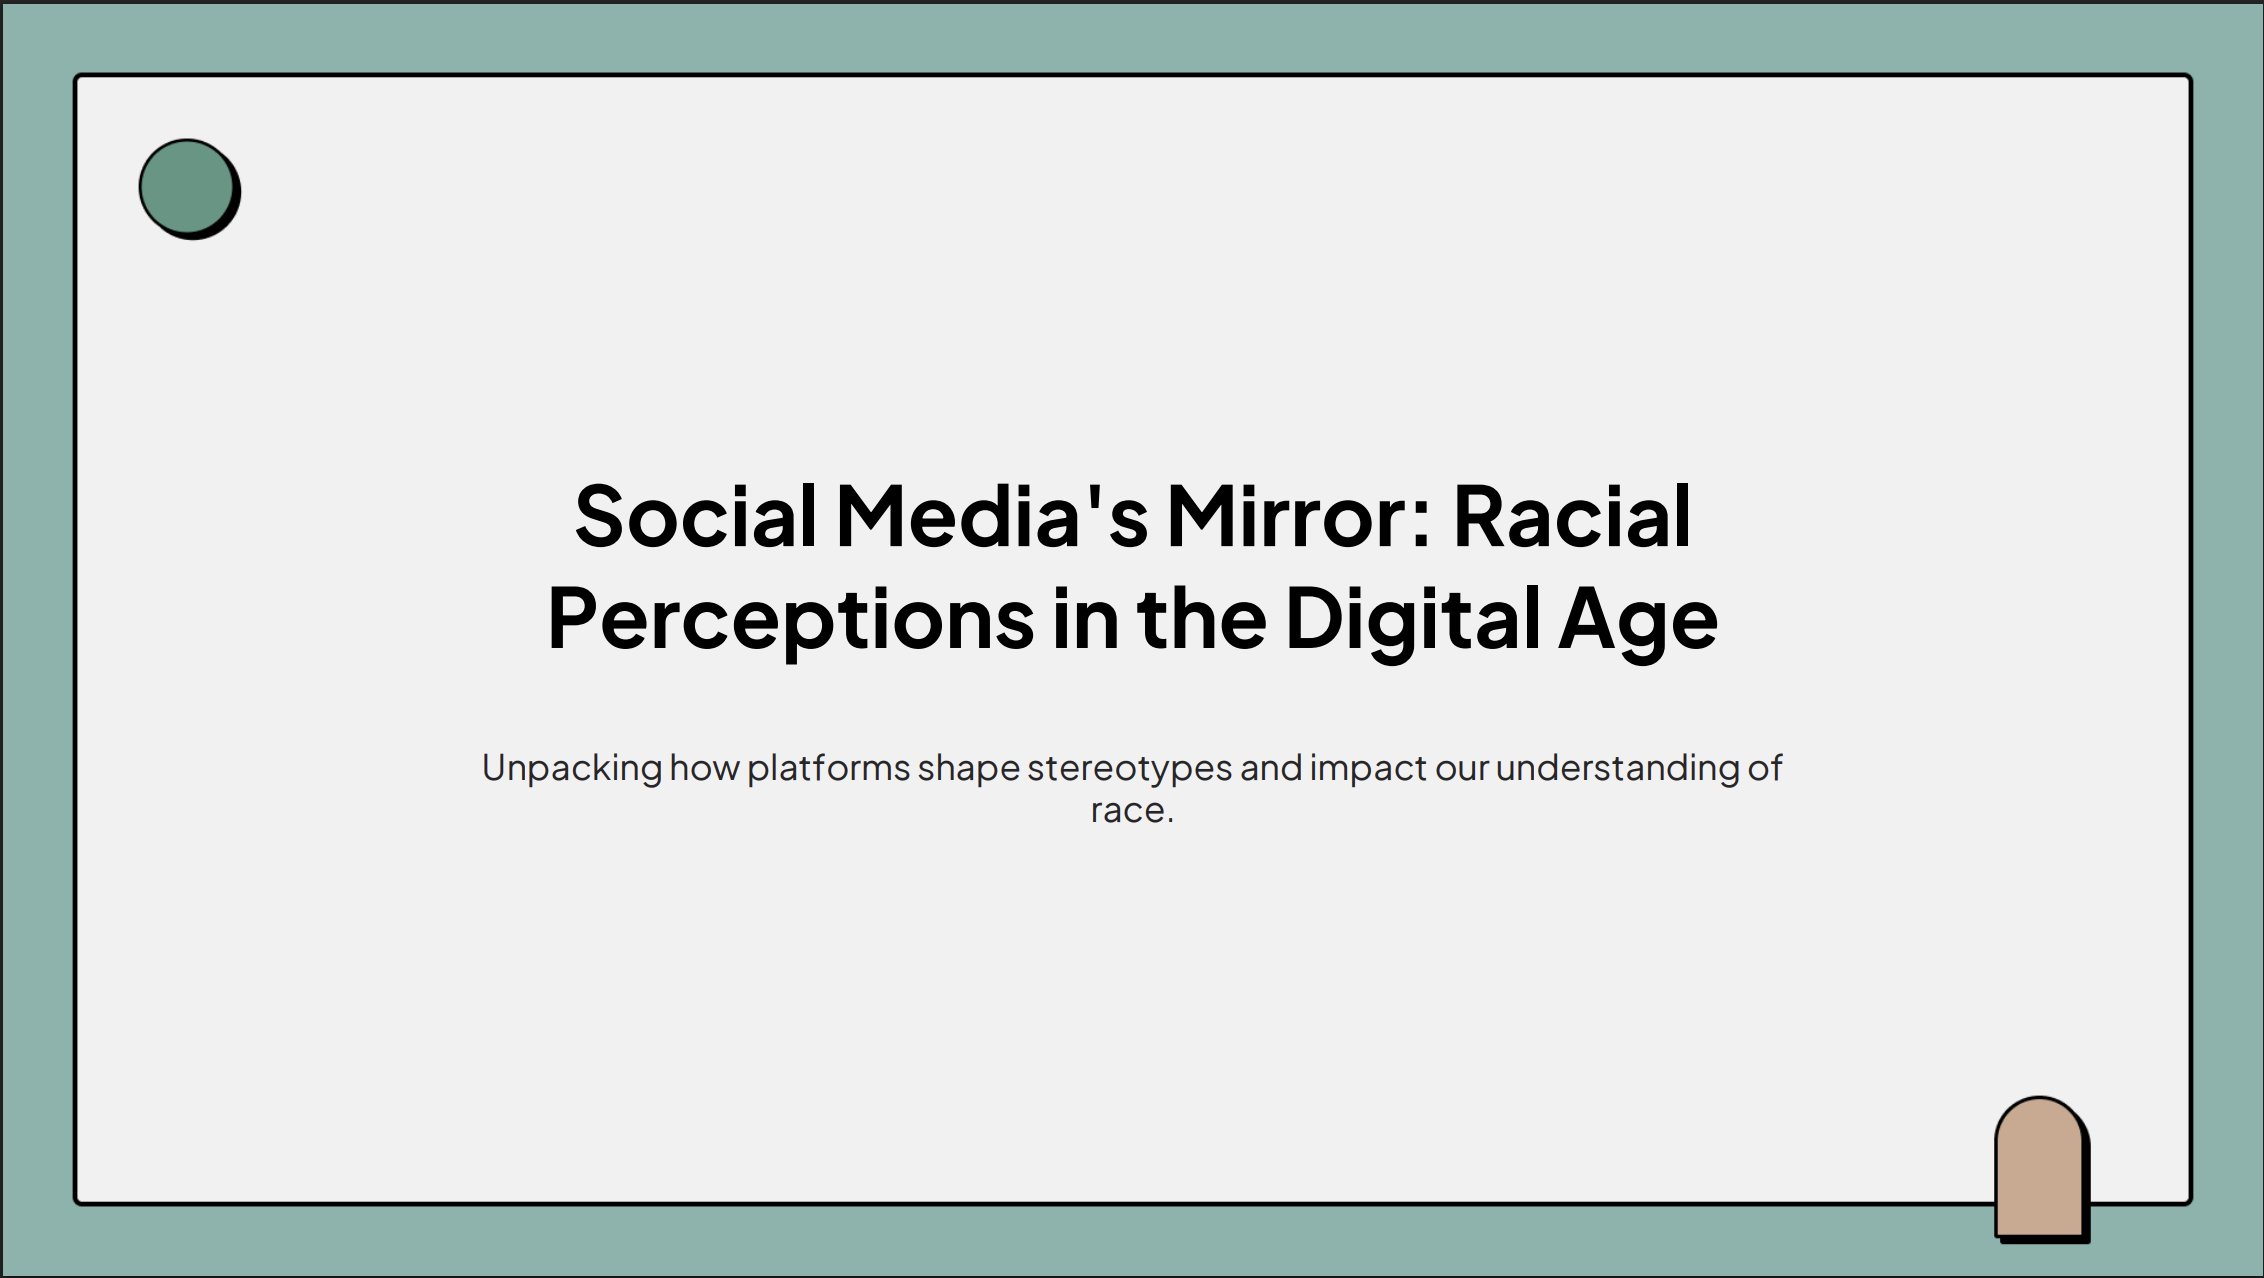 Social Media's Mirror: Racial
Perceptions in the Digital Age
Unpacking how platforms shape stereotypes and impact our understanding of
race.